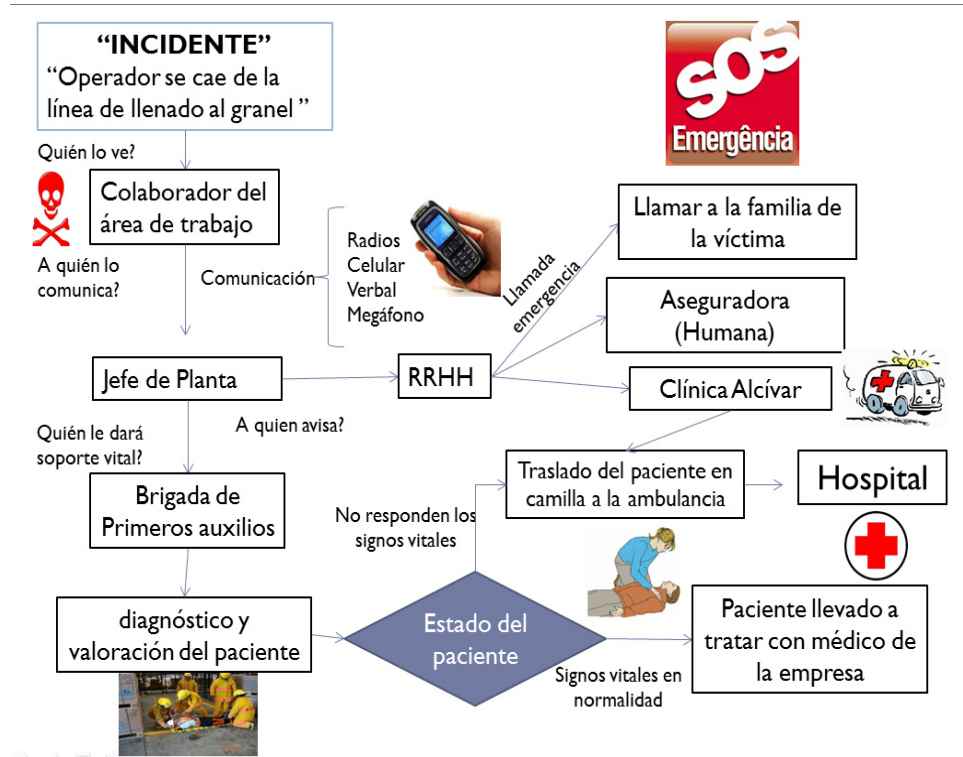 “INCIDENTE”
“Operador se cae de la
línea de llenado al granel ”
SOS
Emergência
Quién lo ve?
Colaborador del
área de trabajo
A quién lo
comunica?
Comunicación
Radios
Celular
Verbal
Megáfono
Llamada
emergencia
Llamar a la familia de
la víctima
Aseguradora
(Humana)
Jefe de Planta
RRHH
Clínica Alcívar
A quien avisa?
Quién le dará
soporte vital?
Brigada de
Primeros auxilios
No responden los
signos vitales
Traslado del paciente en
camilla a la ambulancia
Hospital
diagnóstico y
valoración del paciente
Estado del
paciente
Signos vitales en
normalidad
Paciente llevado a
tratar con médico de
la empresa